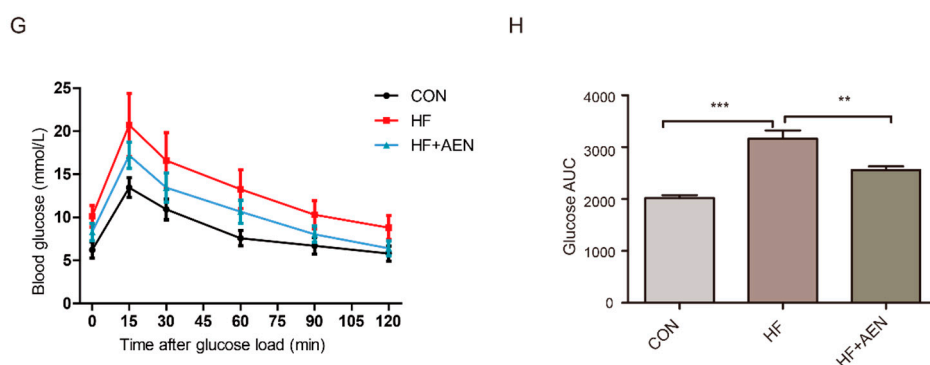 G
H
Blood glucose (mmol/L)
25
20
15
10
5
0
0 15 30 45 60 75 90 105 120
Time after glucose load (min)
CON
HF
HF+AEN
Glucose AUC
4000
3000
2000
1000
0
***
**
CON
HF
HF+AEN